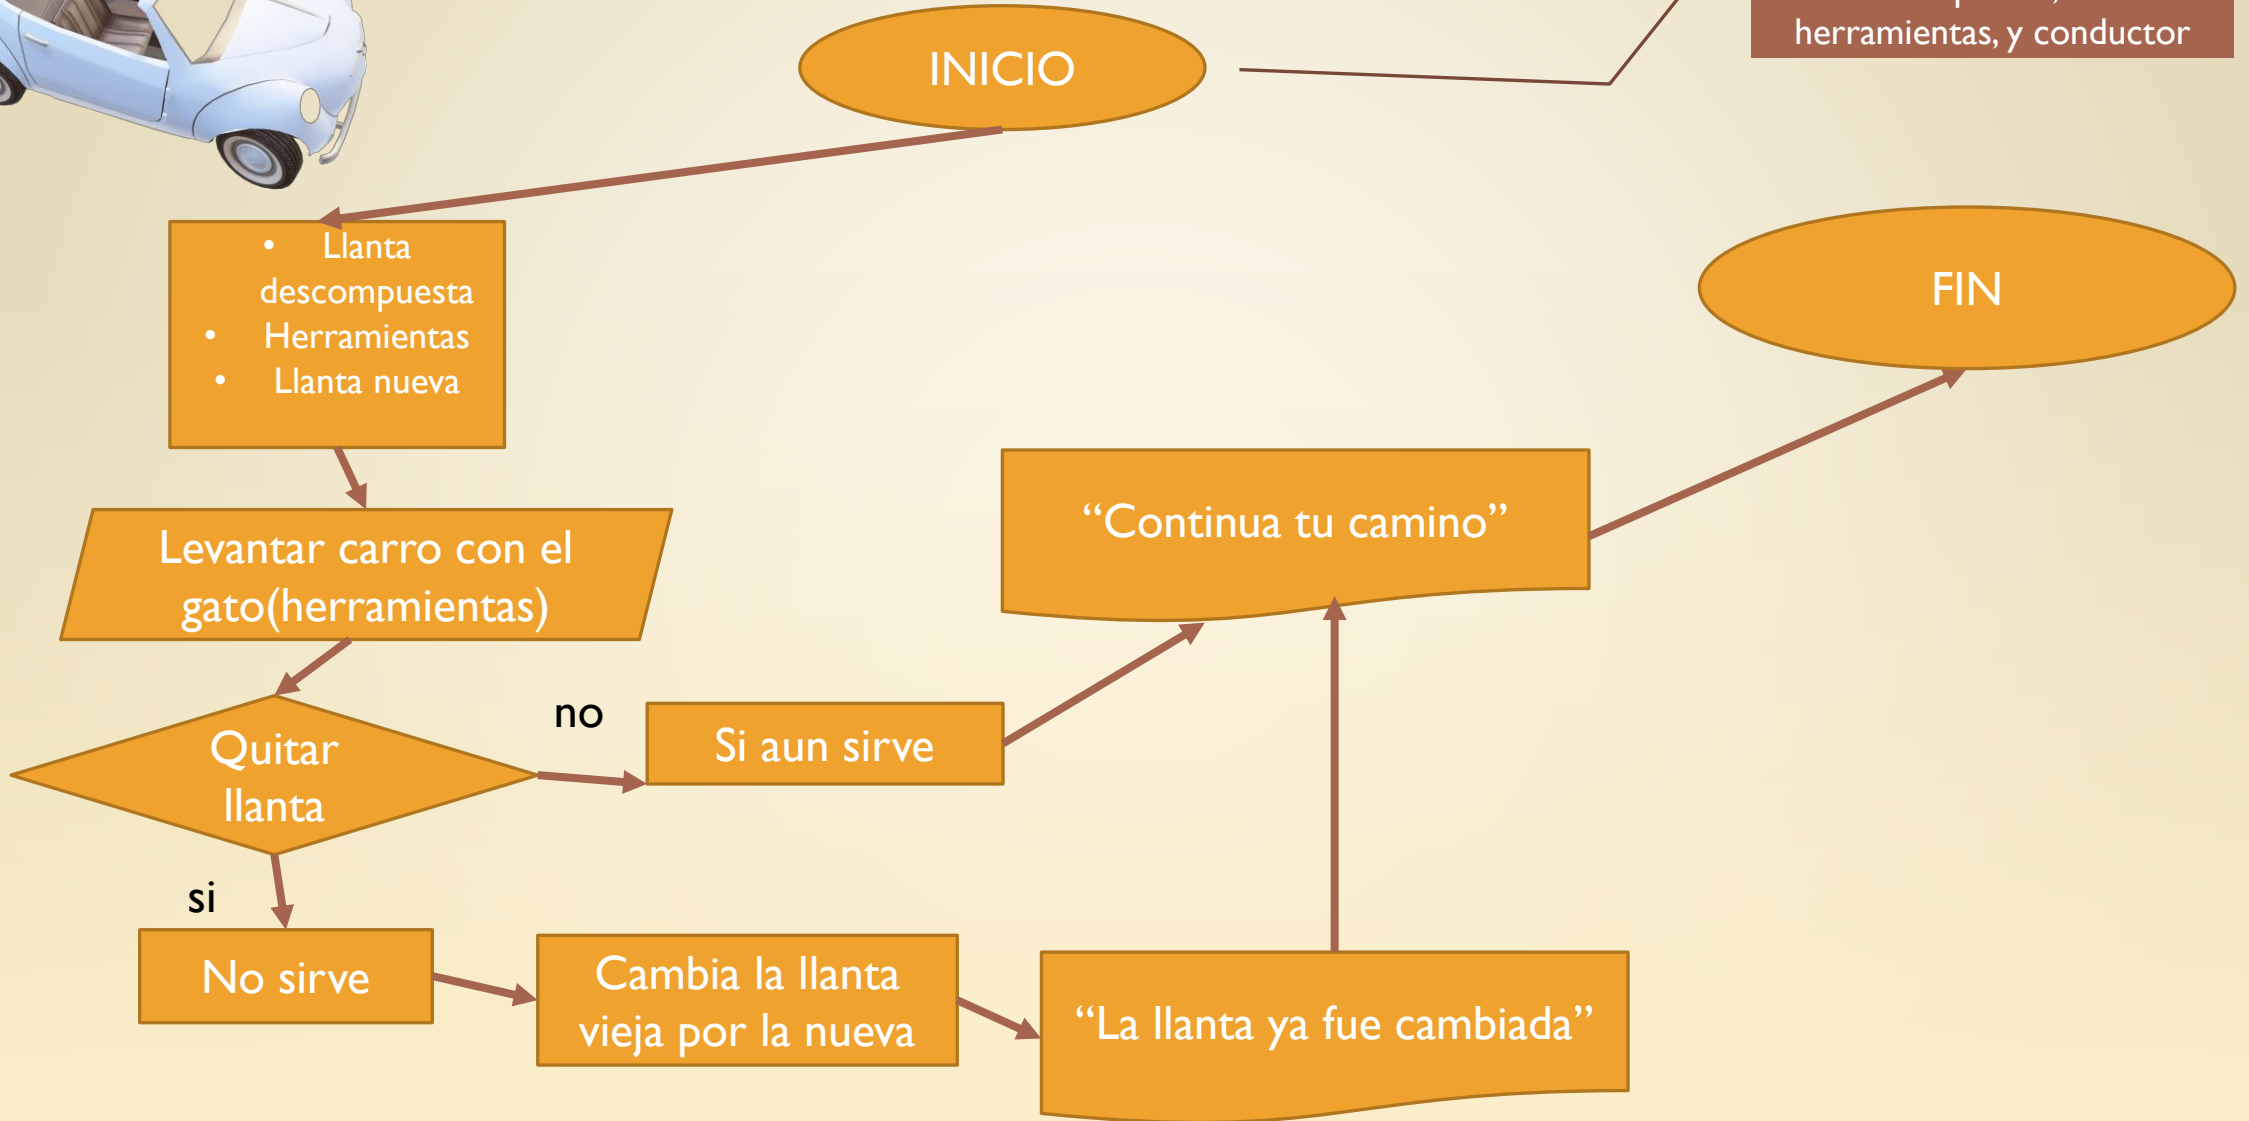 herramientas, y conductor
INICIO
• Llanta
descompuesta
• Herramientas
• Llanta nueva
FIN
“Continua tu camino”
Levantar carro con el
gato(herramientas)
no
Si aun sirve
Quitar
llanta
si
No sirve
Cambia la llanta
vieja por la nueva
“La llanta ya fue cambiada”